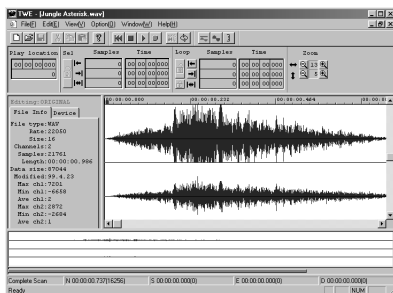 TWE - [Jungle Asterisk.wav]
File(F) Edit(E) View(V) Option(O) Window(W) Help(H)
Play location Sel Samples Time Loop Samples Time Zoom
00 00 00 000 0 00 00 00 000 0 00 00 00 000 13
0 00 00 00 000 0 00 00 00 000 5
0 00 00 00 000 0 00 00 00 000
Editing:ORIGINAL
File Info Device
File type:WAV
Rate:22050
Size:16
Channels:2
Samples:21761
Length:00:00:00.996
Data size:87044
Modified:99.4.23
Max ch1:7201
Min ch1:-6658
Ave ch1:2
Max ch2:2872
Min ch2:-2684
Ave ch2:1
00:00:00.000 00:00:00.232 00:00:00.464
Complete Scan N 00:00:00.737(16256) S 00:00:00.000(0) E 00:00:00.000(0) D 00:00:00.000(0)
Ready NUM